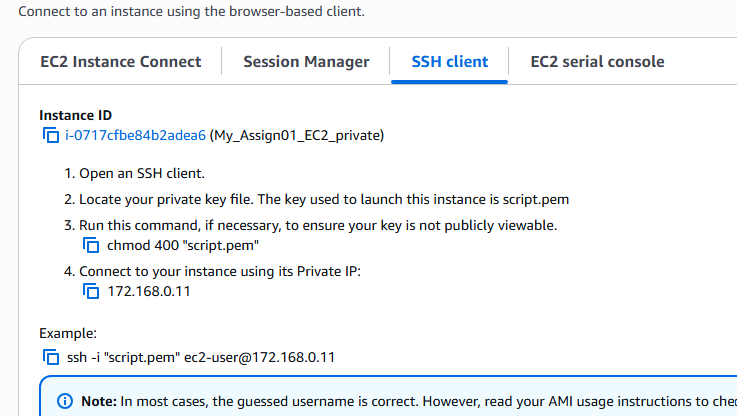 Connect to an instance using the browser-based client.
EC2 Instance Connect
Session Manager
SSH client
EC2 serial console
Instance ID
i-0717cfbe84b2adea6 (My_Assign01_EC2_private)
1. Open an SSH client.
2. Locate your private key file. The key used to launch this instance is script.pem
3. Run this command, if necessary, to ensure your key is not publicly viewable.
chmod 400 "script.pem"
4. Connect to your instance using its Private IP:
172.168.0.11
Example:
ssh -i "script.pem" ec2-user@172.168.0.11
Note: In most cases, the guessed username is correct. However, read your AMI usage instructions to